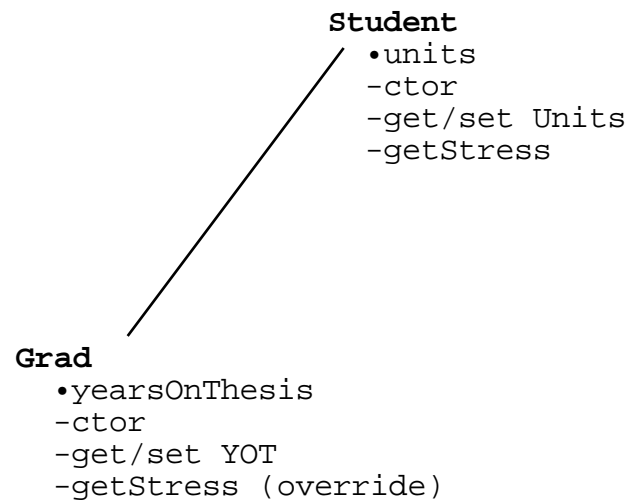 Student
•units
-ctor
-get/set Units
-getStress
Grad
•yearsOnThesis
-ctor
-get/set YOT
-getStress (override)